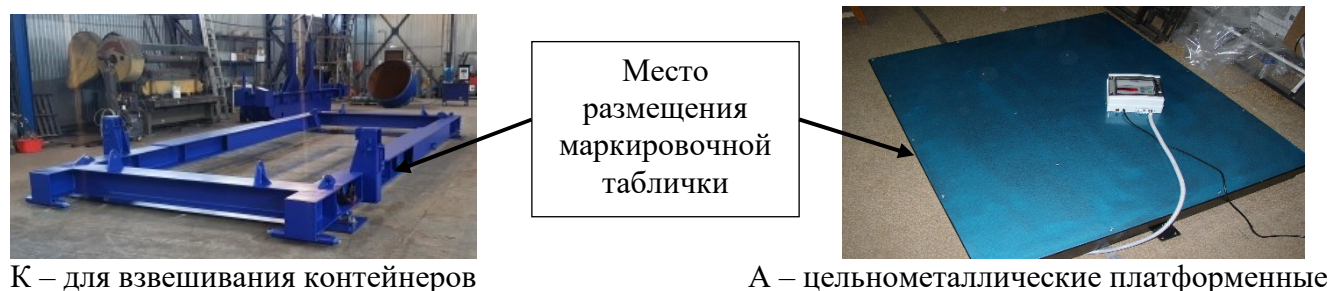 Место
размещения
маркировочной
таблички
К – для взвешивания контейнеров
А – цельнометаллические платформенные